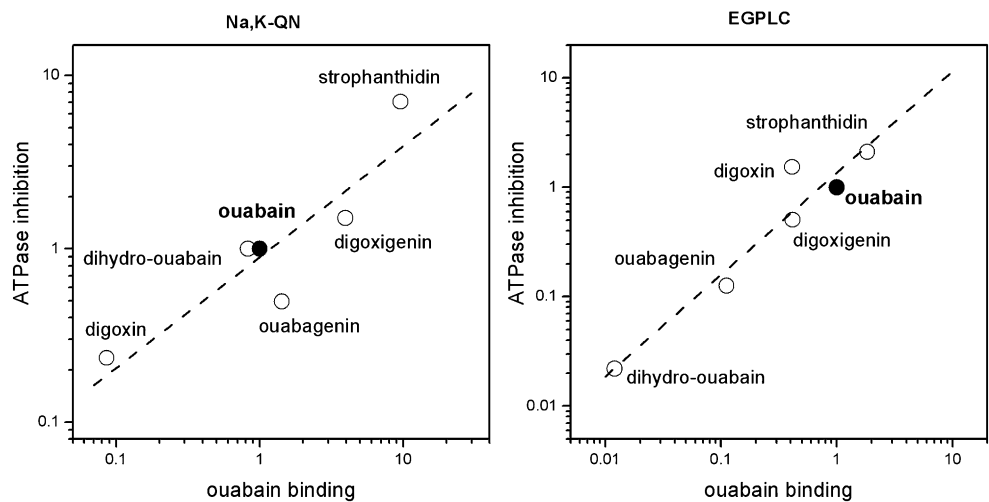 Na,K-QN
10
1
0.1
ATPase inhibition
strophanthidin
ouabain
dihydro-ouabain
digoxigenin
ouabagenin
digoxin
0.1
1
10
ouabain binding
EGPLC
10
1
0.1
0.01
ATPase inhibition
strophanthidin
digoxin
ouabain
digoxigenin
ouabagenin
dihydro-ouabain
0.01
0.1
1
10
ouabain binding